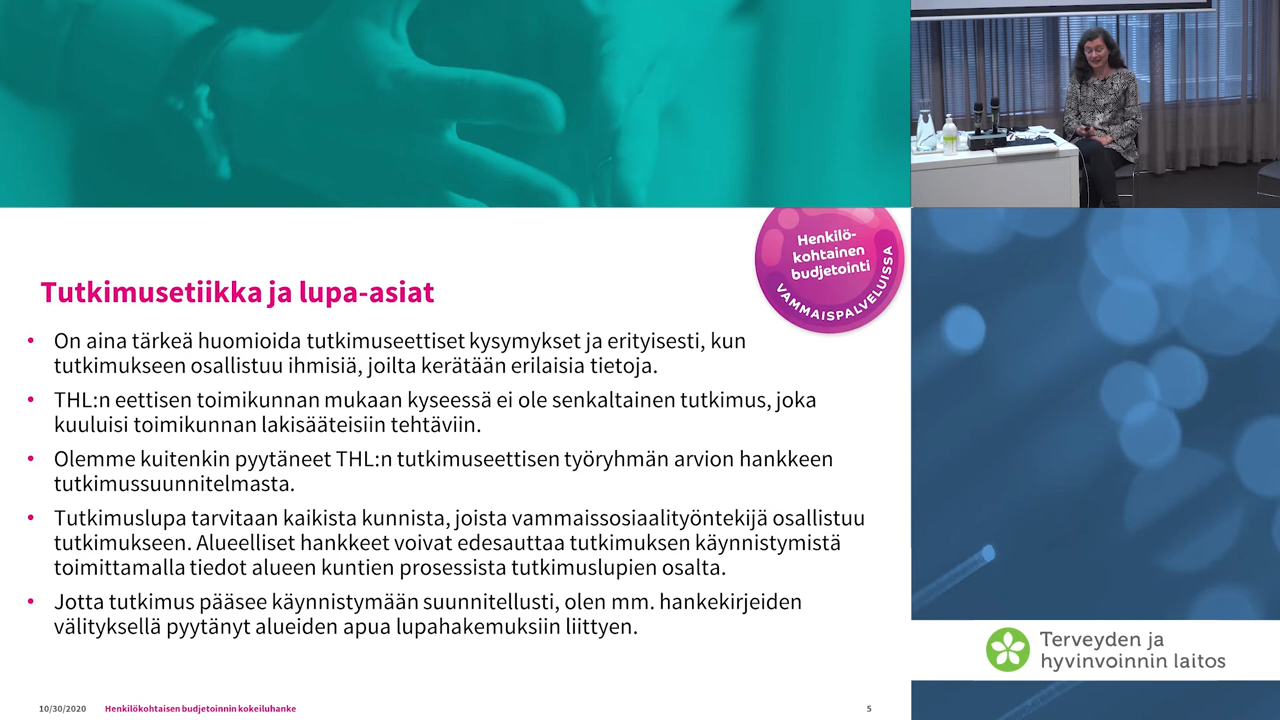 Henkilö-
kohtainen
budjetointi
VAMMAISPALVELUISSA
Tutkimusetiikka ja lupa-asiat
• On aina tärkeä huomioida tutkimuseettiset kysymykset ja erityisesti, kun
tutkimukseen osallistuu ihmisiä, joilta kerätään erilaisia tietoja.
• THL:n eettisen toimikunnan mukaan kyseessä ei ole senkaltainen tutkimus, joka
kuuluisi toimikunnan lakisääteisiin tehtäviin.
• Olemme kuitenkin pyytäneet THL:n tutkimuseettisen työryhmän arvion hankkeen
tutkimussuunnitelmasta.
• Tutkimuslupa tarvitaan kaikista kunnista, joista vammaissosiaalityöntekijä osallistuu
tutkimukseen. Alueelliset hankkeet voivat edesauttaa tutkimuksen käynnistymistä
toimittamalla tiedot alueen kuntien prosessista tutkimuslupien osalta.
• Jotta tutkimus pääsee käynnistymään suunnitellusti, olen mm. hankekirjeiden
välityksellä pyytänyt alueiden apua lupahakemuksiin liittyen.
10/30/2020 Henkilökohtaisen budjetoinnin kokeiluhanke 5
Terveyden ja
hyvinvoinnin laitos